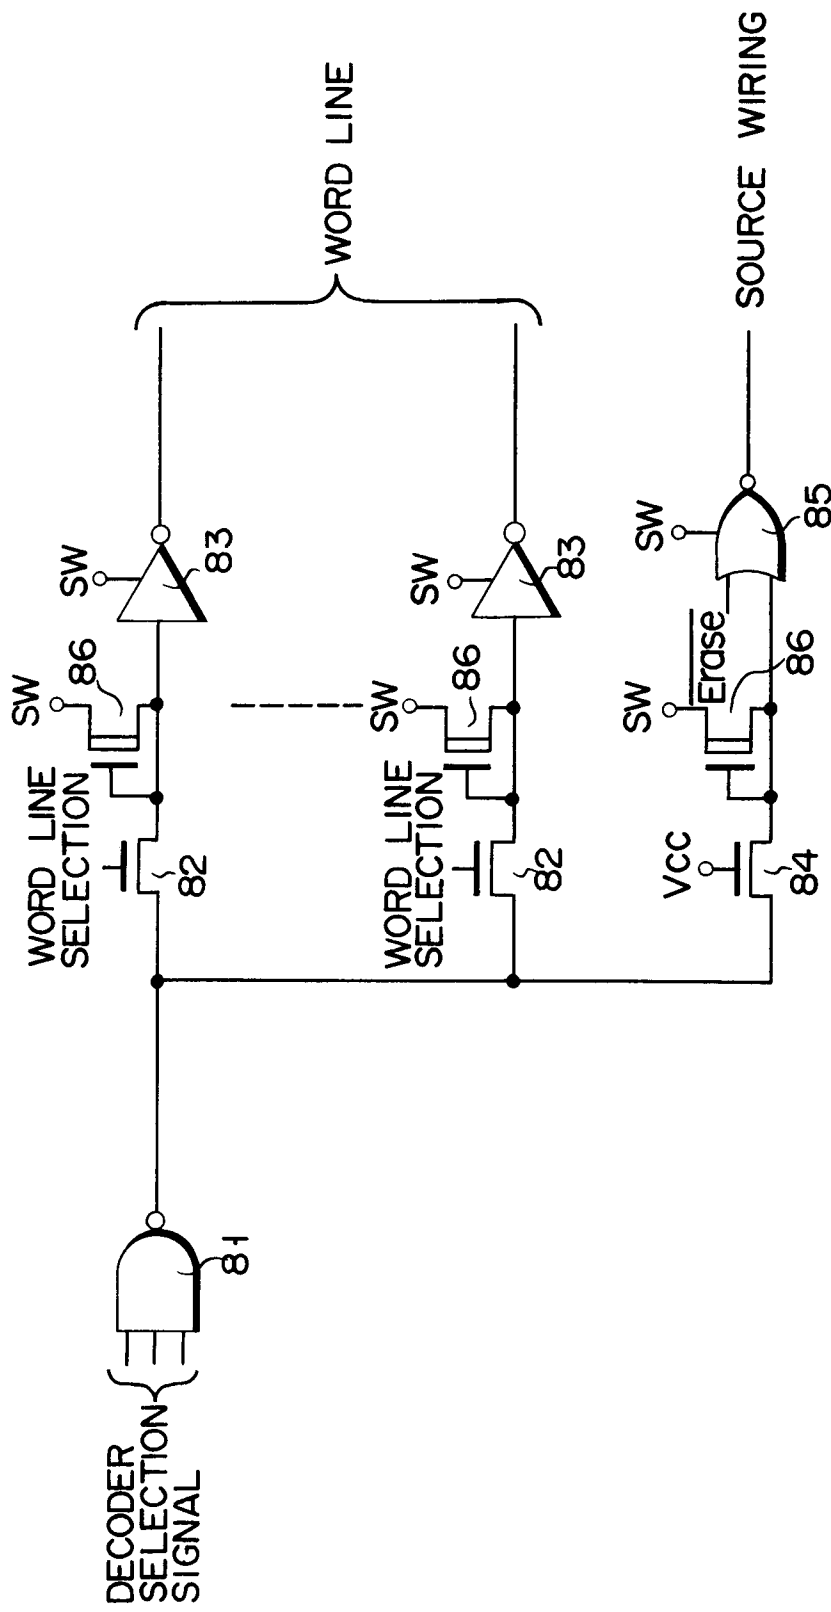 DECODER
SELECTION
SIGNAL
81
WORD LINE
SELECTION
82
SW
86
SW
83
WORD LINE
WORD LINE
SELECTION
82
SW
86
SW
83
VCC
84
SW
86
Erase
SW
85
SOURCE WIRING